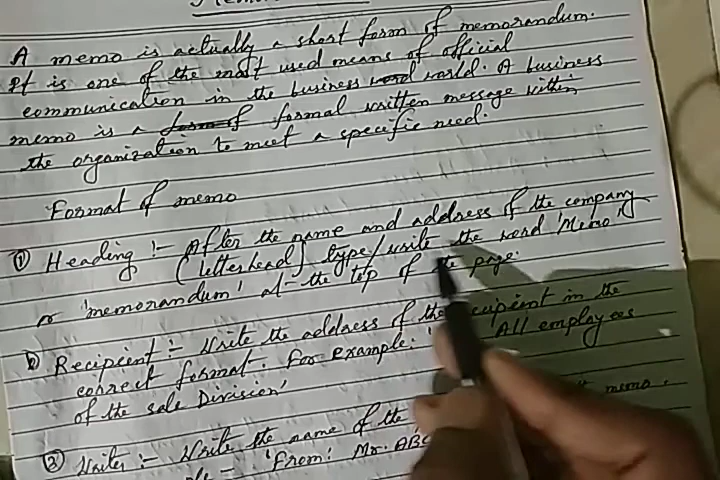 A memo is actually a short form of memorandum.
It is one of the most used means of official
communication in the business world. A business
memo is a formal written message within
the organization to meet a specific need.
Format of memo
① Heading :- After the name and address of the company
(letterhead) type/write the word 'Memo'
or 'memorandum' at the top of the page.
② Recipient :- Write the address of the recipient in the
correct format. For example: 'All employees
of the sale Division'
③ Writer :- Write the name of the memo.
'From: Mr. ABC